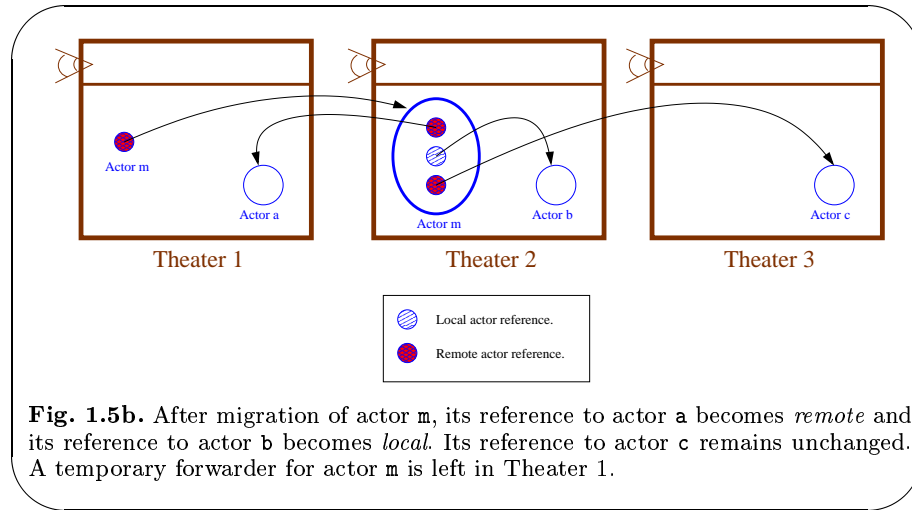 Actor m
Actor a
Actor m
Actor b
Actor c
Theater 1
Theater 2
Theater 3
Local actor reference.
Remote actor reference.
Fig. 1.5b. After migration of actor m, its reference to actor a becomes remote and
its reference to actor b becomes local. Its reference to actor c remains unchanged.
A temporary forwarder for actor m is left in Theater 1.